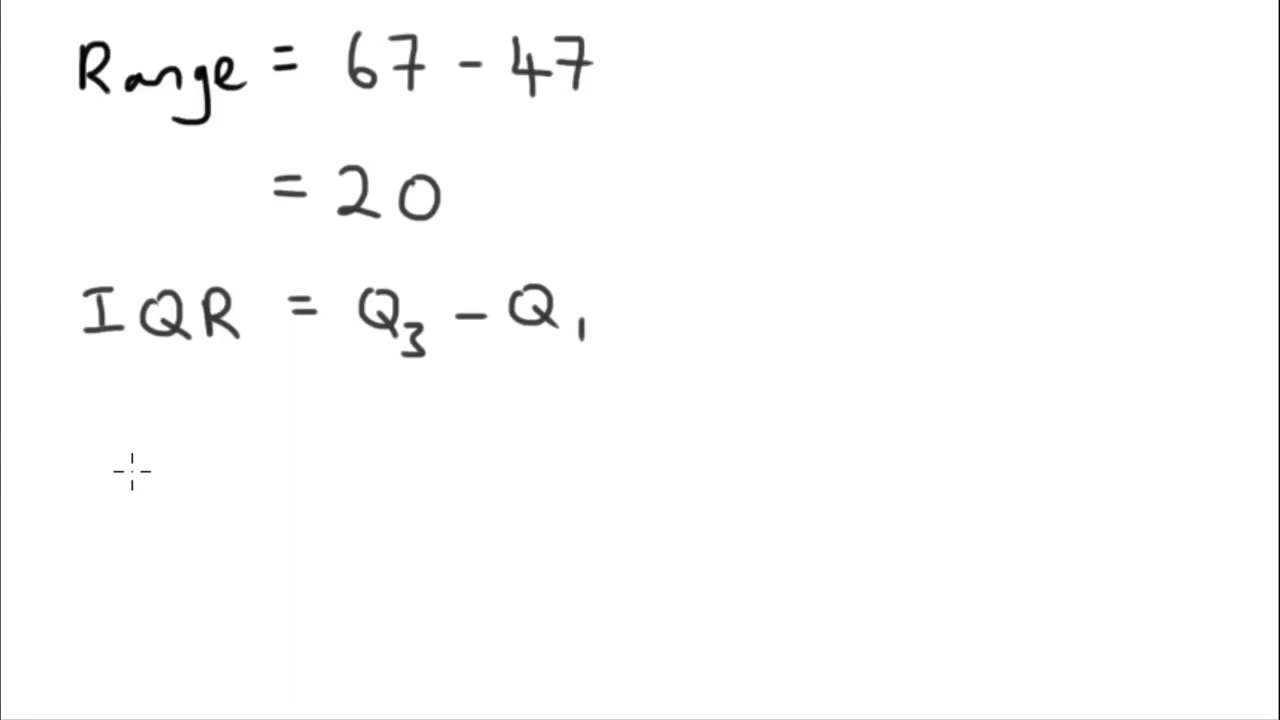 Range = 67 - 47
= 20
IQR = Q₃ - Q₁